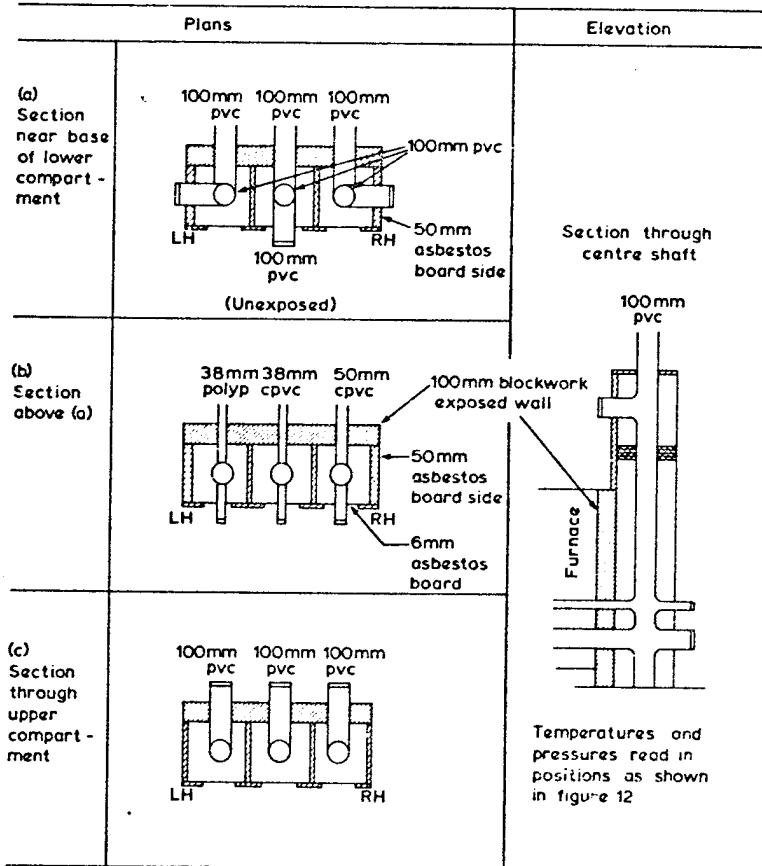 Plans
Elevation
(a)
Section
near base
of lower
compart -
ment
100mm 100mm 100mm
pvc pvc pvc
100mm pvc
50mm
asbestos
board side
LH
RH
100mm
pvc
(Unexposed)
(b)
Section
above (a)
38mm 38mm 50mm
polyp cpvc cpvc
100mm blockwork
exposed wall
50mm
asbestos
board side
LH
RH
6mm
asbestos
board
(c)
Section
through
upper
compart -
ment
100mm 100mm 100mm
pvc pvc pvc
LH
RH
Section through
centre shaft
100mm
pvc
Furnace
Temperatures and
pressures read in
positions as shown
in figure 12